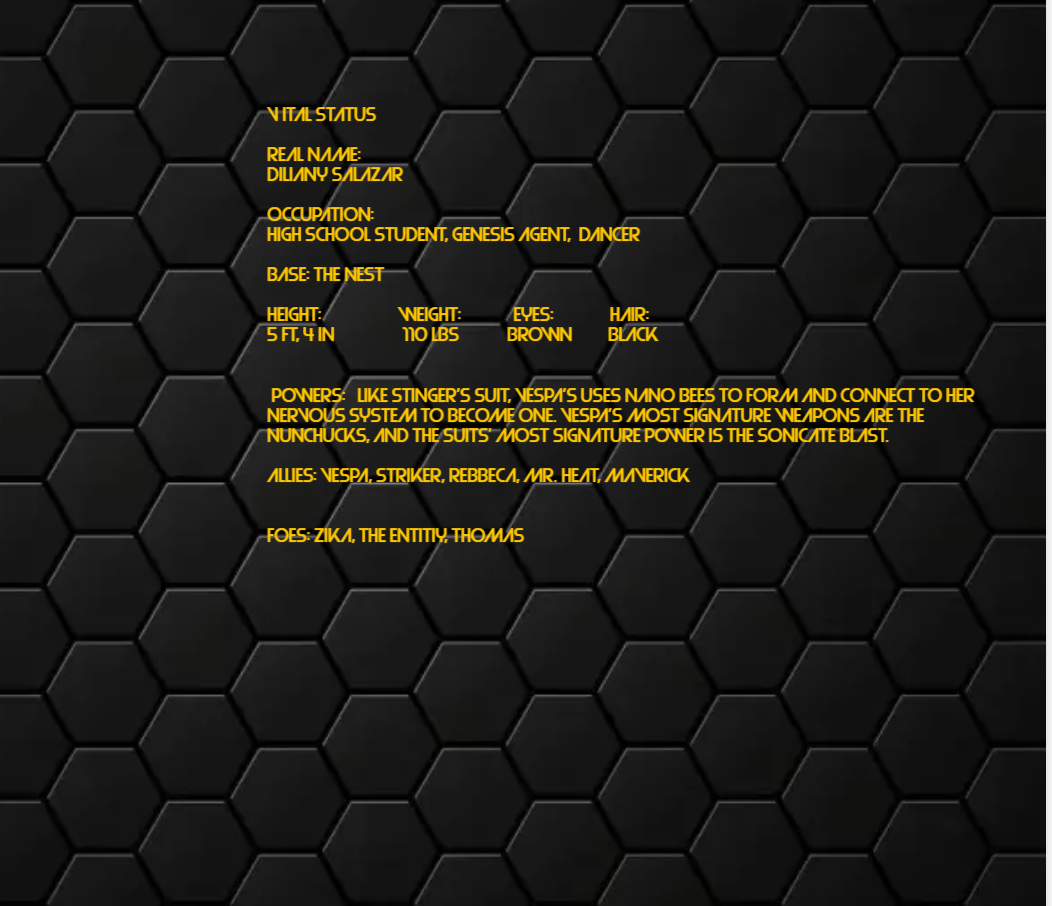 VITAL STATUS
REAL NAME:
DILIANY SALAZAR
OCCUPATION:
HIGH SCHOOL STUDENT, GENESIS AGENT, DANCER
BASE: THE NEST
HEIGHT: WEIGHT: EYES: HAIR:
5 FT, 4 IN 110 LBS BROWN BLACK
POWERS: LIKE STINGER'S SUIT, VESPA'S USES NANO BEES TO FORM AND CONNECT TO HER
NERVOUS SYSTEM TO BECOME ONE. VESPA'S MOST SIGNATURE WEAPONS ARE THE
NUNCHUCKS, AND THE SUITS' MOST SIGNATURE POWER IS THE SONICATE BLAST.
ALLIES: VESPA, STRIKER, REBBECA, MR. HEAT, MAVERICK
FOES: ZIKA, THE ENTITIY, THOMAS